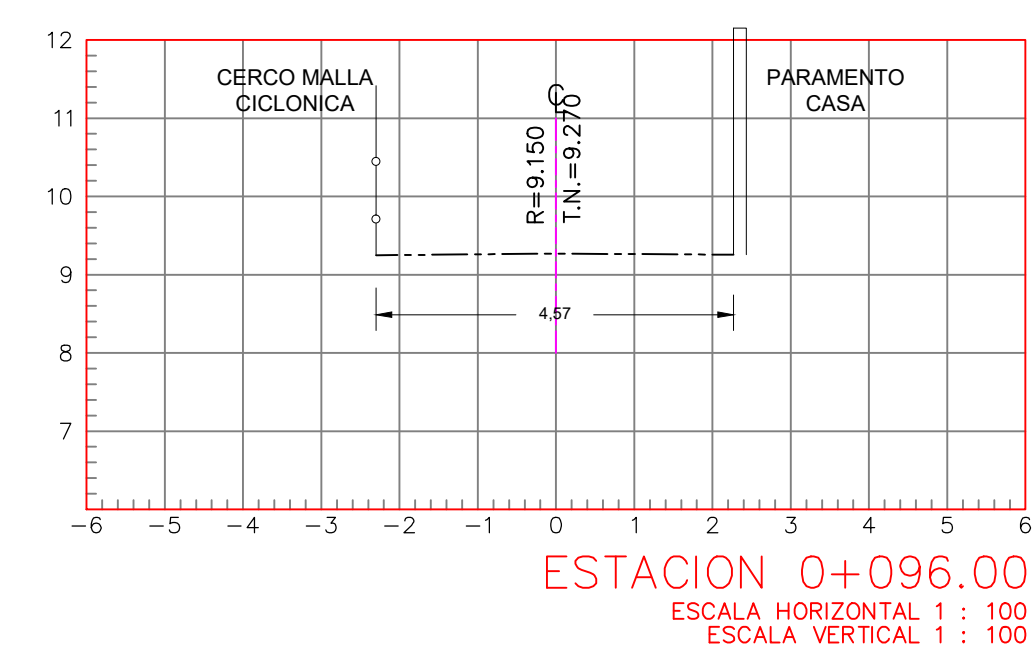 12
CERCO MALLA
CICLONICA
PARAMENTO
CASA
11
R=9.150
T.N.=9.270
10
9
4,57
8
7
-6 -5 -4 -3 -2 -1 0 1 2 3 4 5 6
ESTACION 0+096.00
ESCALA HORIZONTAL 1 : 100
ESCALA VERTICAL 1 : 100